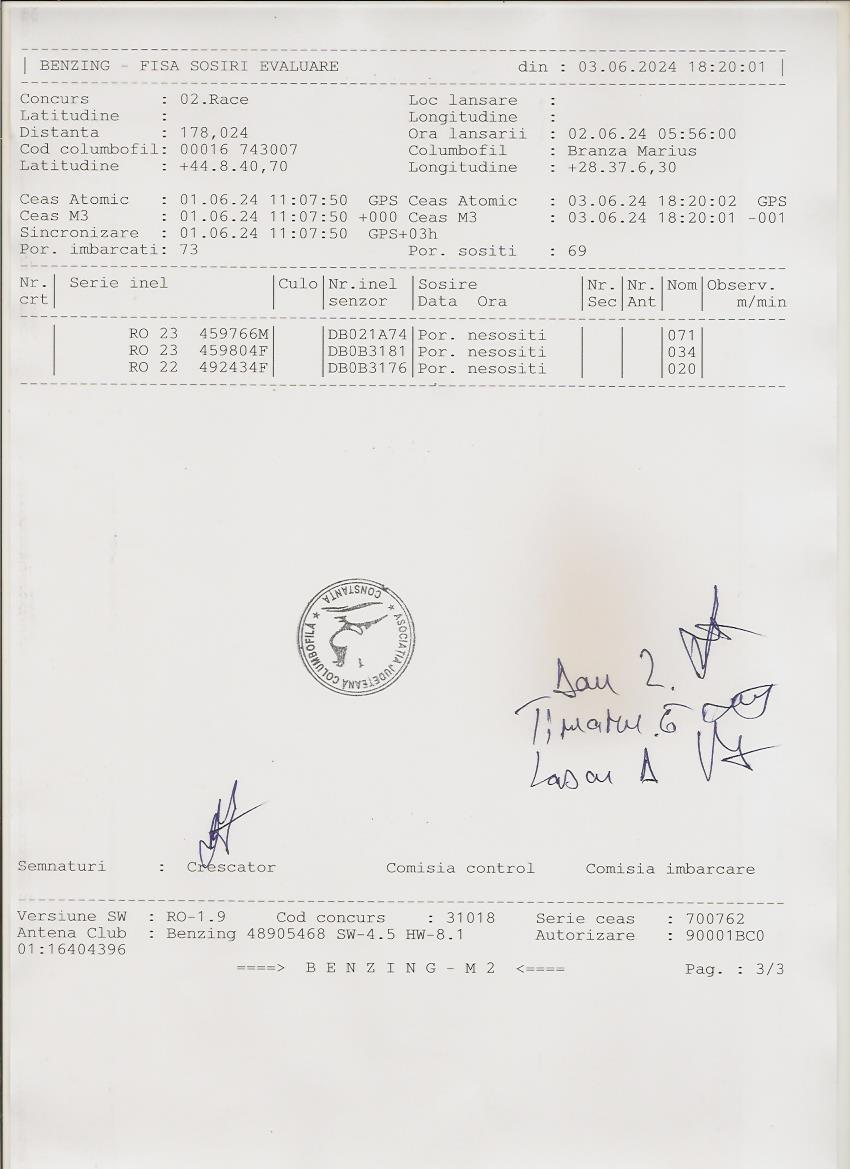 | BENZING - FISA SOSIRI EVALUARE din : 03.06.2024 18:20:01 |
Concurs : 02.Race Loc lansare :
Latitudine : Longitudine :
Distanta : 178,024 Ora lansarii : 02.06.24 05:56:00
Cod columbofil: 00016 743007 Columbofil : Branza Marius
Latitudine : +44.8.40,70 Longitudine : +28.37.6,30
Ceas Atomic : 01.06.24 11:07:50 GPS Ceas Atomic : 03.06.24 18:20:02 GPS
Ceas M3 : 01.06.24 11:07:50 +000 Ceas M3 : 03.06.24 18:20:01 -001
Sincronizare : 01.06.24 11:07:50 GPS+03h
Por. imbarcati: 73 Por. sositi : 69
Nr.| Serie inel |Culo|Nr.inel |Sosire |Nr.|Nr.|Nom|Observ.
crt| | |senzor |Data Ora |Sec|Ant| | m/min
| RO 23 459766M| |DB021A74|Por. nesositi | | |071|
| RO 23 459804F| |DB0B3181|Por. nesositi | | |034|
| RO 22 492434F| |DB0B3176|Por. nesositi | | |020|
ASOCIATIA JUDETEANĂ COLUMBOFILĂ * CONSTANTA *
1
Dan
Semnaturi : Crescator Comisia control Comisia imbarcare
Versiune SW : RO-1.9 Cod concurs : 31018 Serie ceas : 700762
Antena Club : Benzing 48905468 SW-4.5 HW-8.1 Autorizare : 90001BC0
01:16404396
====> B E N Z I N G - M 2 <==== Pag. : 3/3